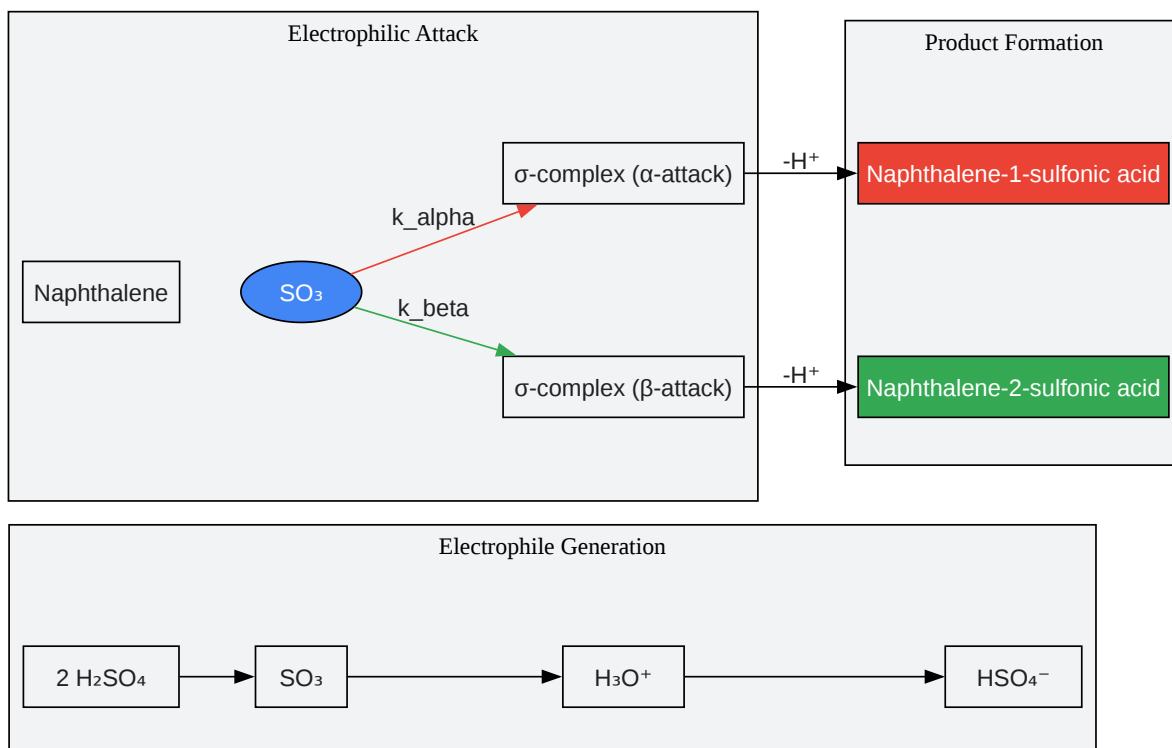 Electrophilic Attack
Product Formation
σ-complex (α-attack)
-H⁺
Naphthalene-1-sulfonic acid
k_alpha
Naphthalene
SO₃
k_beta
σ-complex (β-attack)
-H⁺
Naphthalene-2-sulfonic acid
Electrophile Generation
2 H₂SO₄
SO₃
H₃O⁺
HSO₄⁻